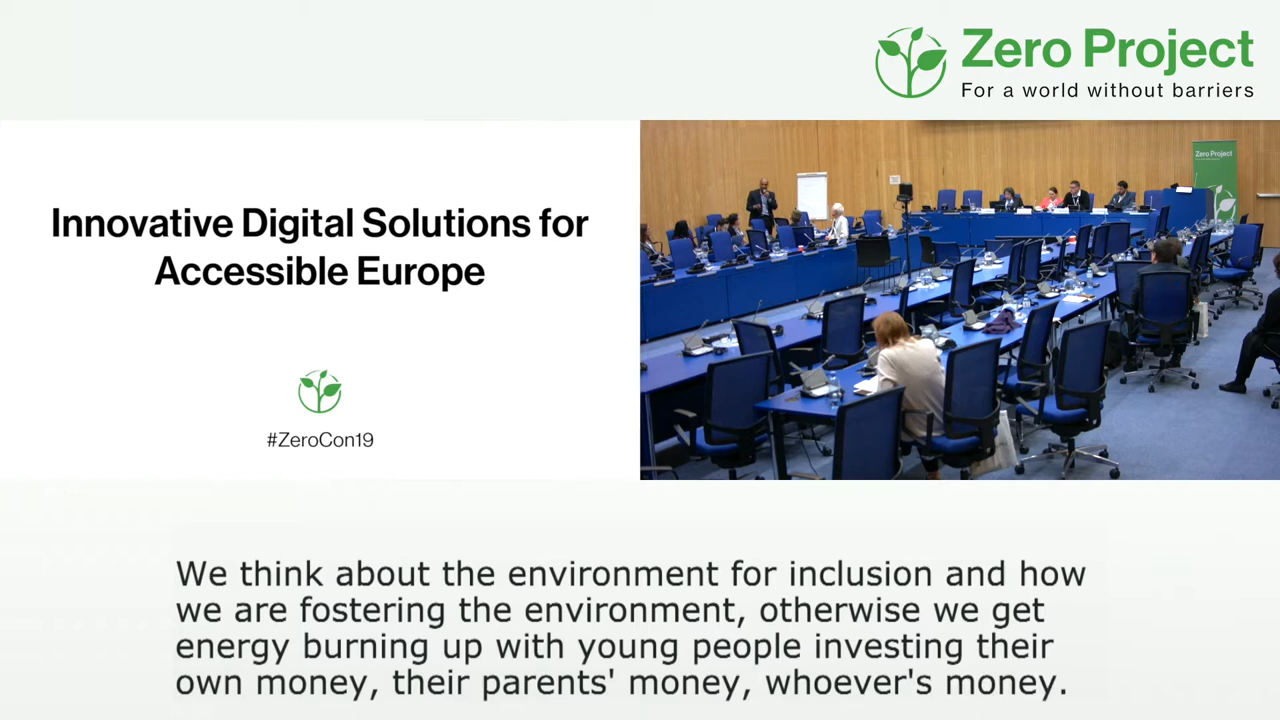 Zero Project
For a world without barriers
Innovative Digital Solutions for
Accessible Europe
#ZeroCon19
Zero Project
We think about the environment for inclusion and how
we are fostering the environment, otherwise we get
energy burning up with young people investing their
own money, their parents' money, whoever's money.